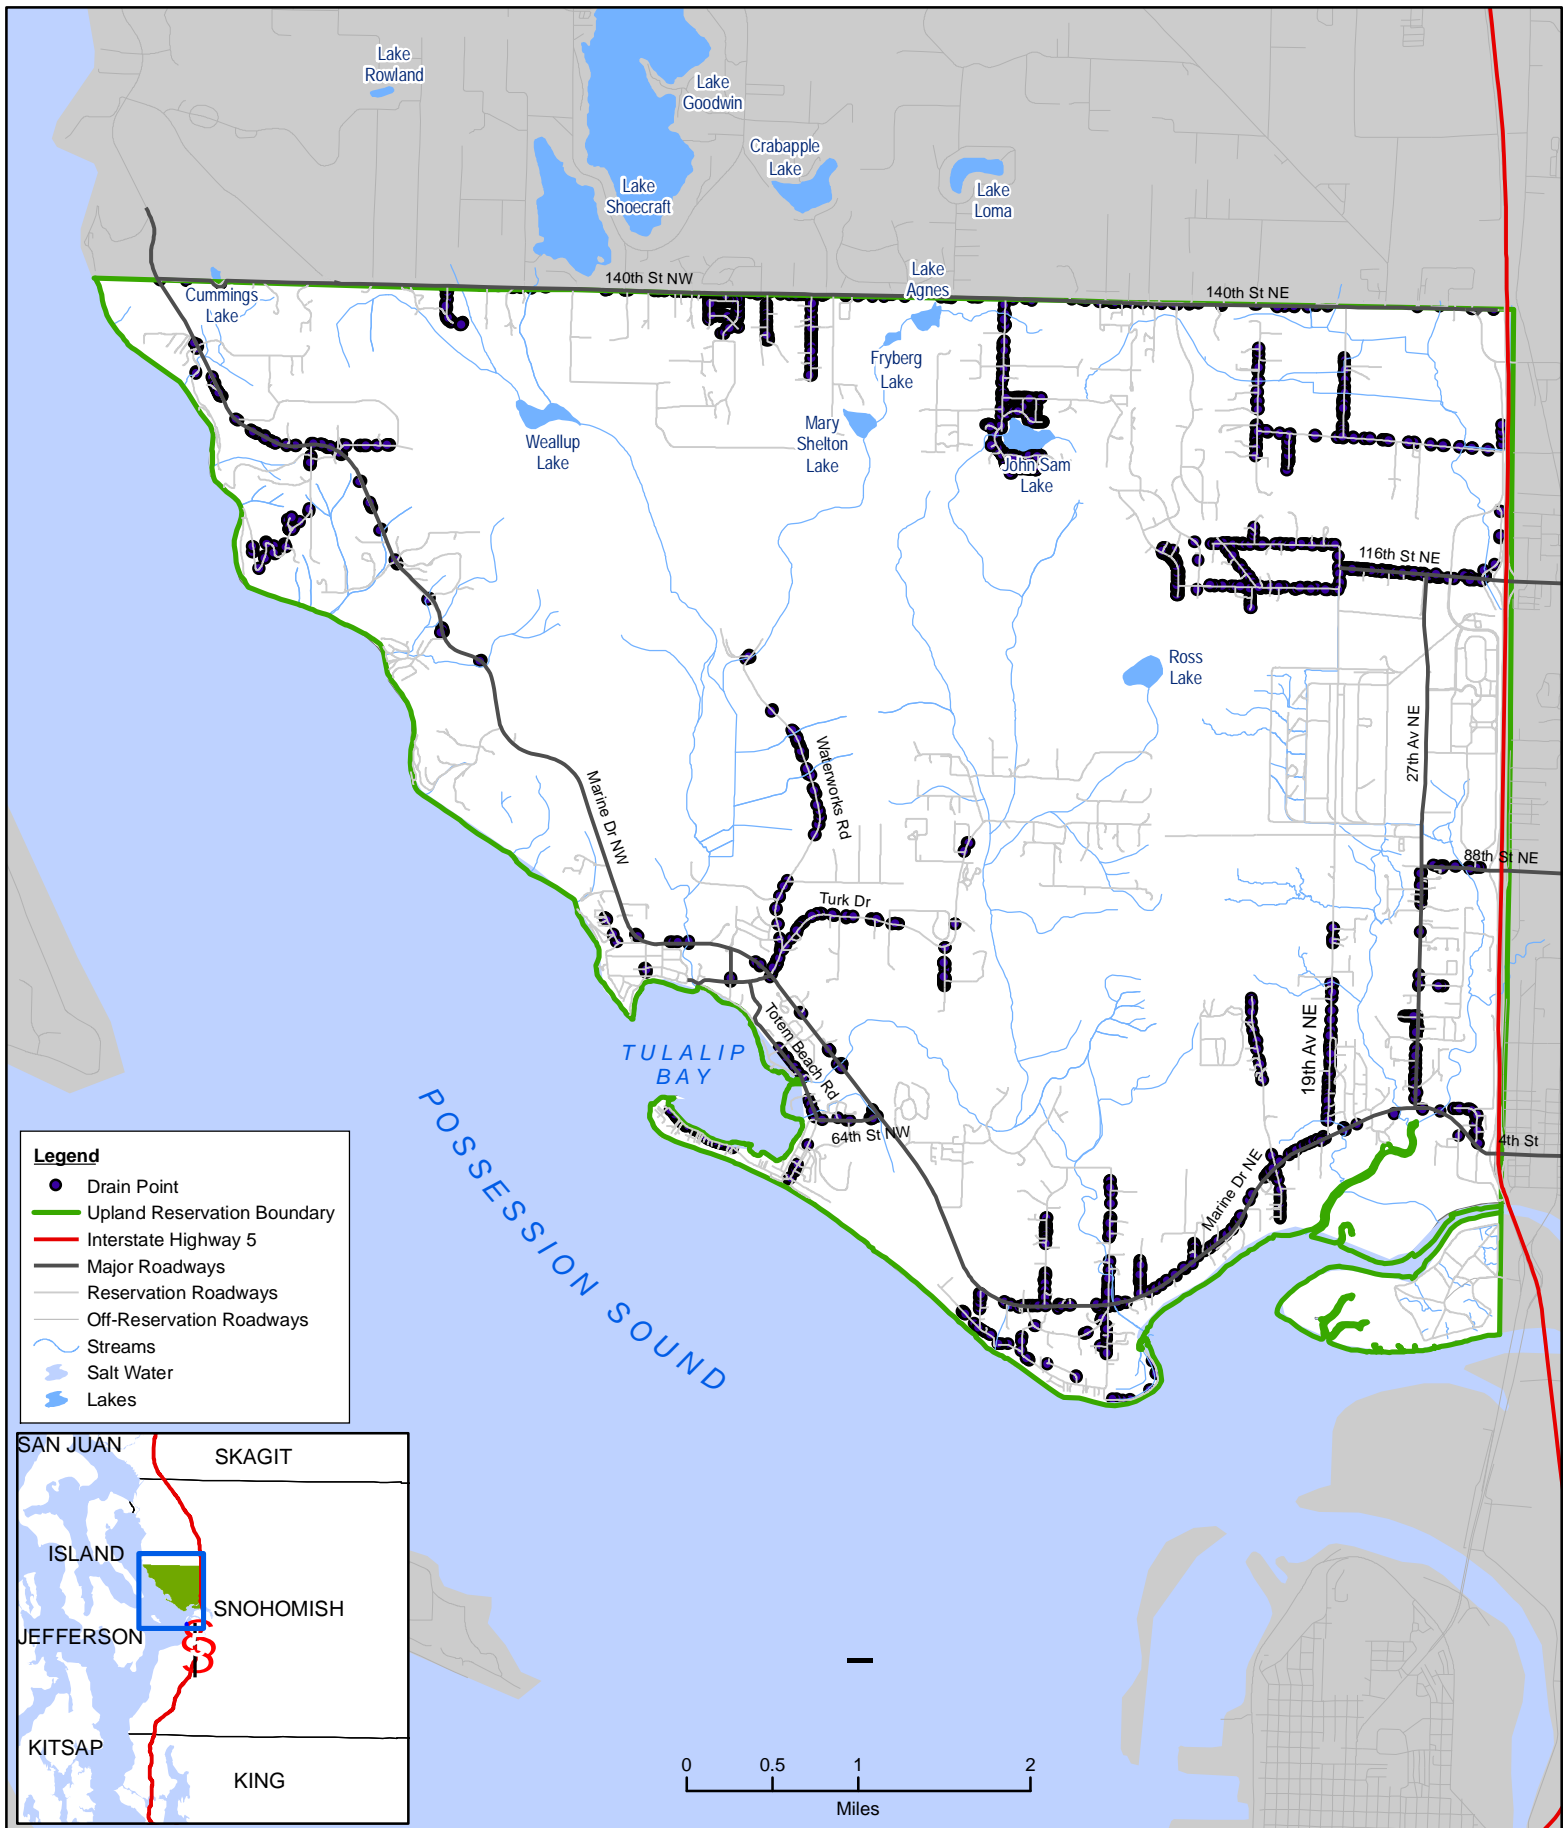 Lake
Rowland
Lake
Goodwin
Crabapple
Lake
Lake
Shoecraft
Lake
Loma
140th St NW
Lake
Agnes
140th St NE
Cummings
Lake
Fryberg
Lake
Mary
Shelton
Lake
Weallup
Lake
John Sam
Lake
116th St NE
Ross
Lake
27th Av NE
Waterworks Rd
Marine Dr NW
88th St NE
Turk Dr
Totem Beach Rd
19th Av NE
TULALIP
BAY
64th St NW
4th St
Marine Dr NE
POSSESSION SOUND
Legend
Drain Point
Upland Reservation Boundary
Interstate Highway 5
Major Roadways
Reservation Roadways
Off-Reservation Roadways
Streams
Salt Water
Lakes
SAN JUAN
SKAGIT
ISLAND
SNOHOMISH
JEFFERSON
KITSAP
KING
0 0.5 1 2
Miles